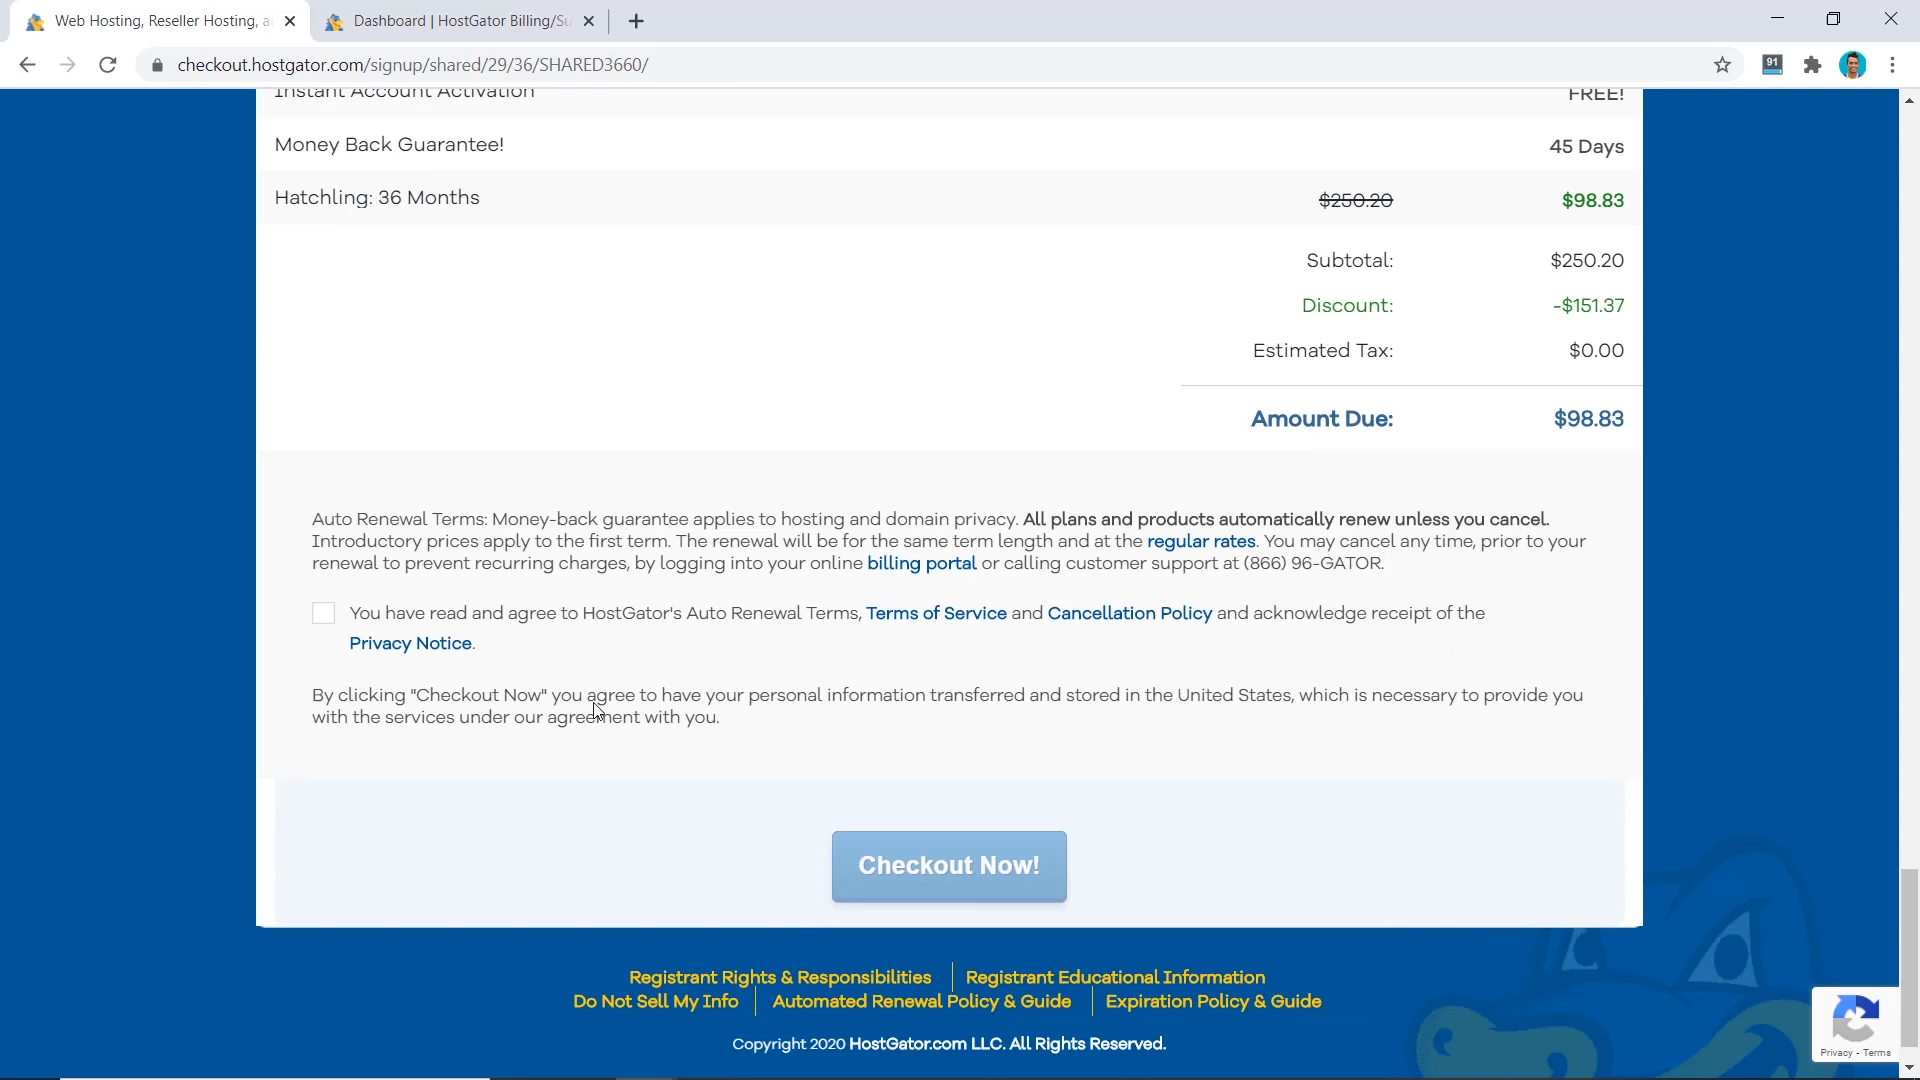 Web Hosting, Reseller Hosting, a
Dashboard | HostGator Billing/Su
checkout.hostgator.com/signup/shared/29/36/SHARED3660/
91
Instant Account Activation FREE!
Money Back Guarantee! 45 Days
Hatchling: 36 Months $250.20 $98.83
Subtotal: $250.20
Discount: -$151.37
Estimated Tax: $0.00
Amount Due: $98.83
Auto Renewal Terms: Money-back guarantee applies to hosting and domain privacy. All plans and products automatically renew unless you cancel.
Introductory prices apply to the first term. The renewal will be for the same term length and at the regular rates. You may cancel any time, prior to your
renewal to prevent recurring charges, by logging into your online billing portal or calling customer support at (866) 96-GATOR.
You have read and agree to HostGator's Auto Renewal Terms, Terms of Service and Cancellation Policy and acknowledge receipt of the
Privacy Notice.
By clicking "Checkout Now" you agree to have your personal information transferred and stored in the United States, which is necessary to provide you
with the services under our agreement with you.
Checkout Now!
Registrant Rights & Responsibilities Registrant Educational Information
Do Not Sell My Info Automated Renewal Policy & Guide Expiration Policy & Guide
Copyright 2020 HostGator.com LLC. All Rights Reserved.
Privacy - Terms